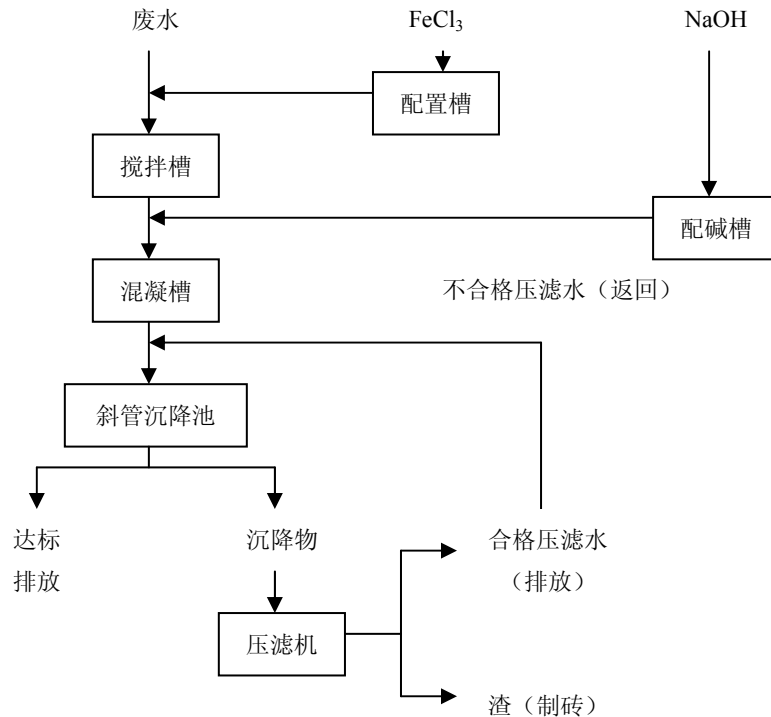 废水
FeCl₃
NaOH
配置槽
搅拌槽
配碱槽
混凝槽
不合格压滤水（返回）
斜管沉降池
达标
排放
沉降物
合格压滤水
（排放）
压滤机
渣（制砖）